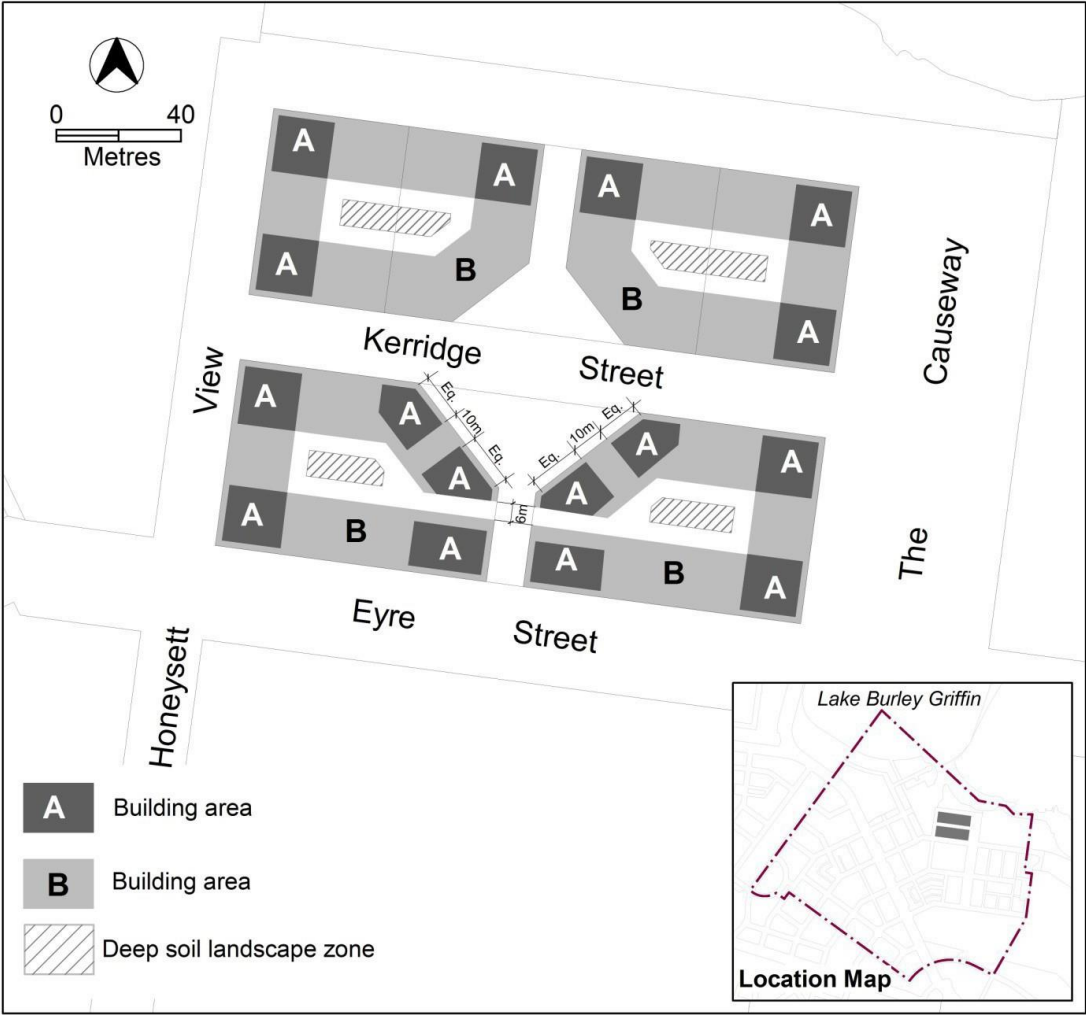 0 40
Metres
A
A
A
A
A
B
A
B
A
Kerridge Street
View
Causeway
The
Eq.
10m
Eq.
Eq.
10m
Eq.
6m
A
A
A
A
A
A
A
A
B
A
A
B
A
Eyre Street
Honeysett
A Building area
B Building area
Deep soil landscape zone
Lake Burley Griffin
Location Map